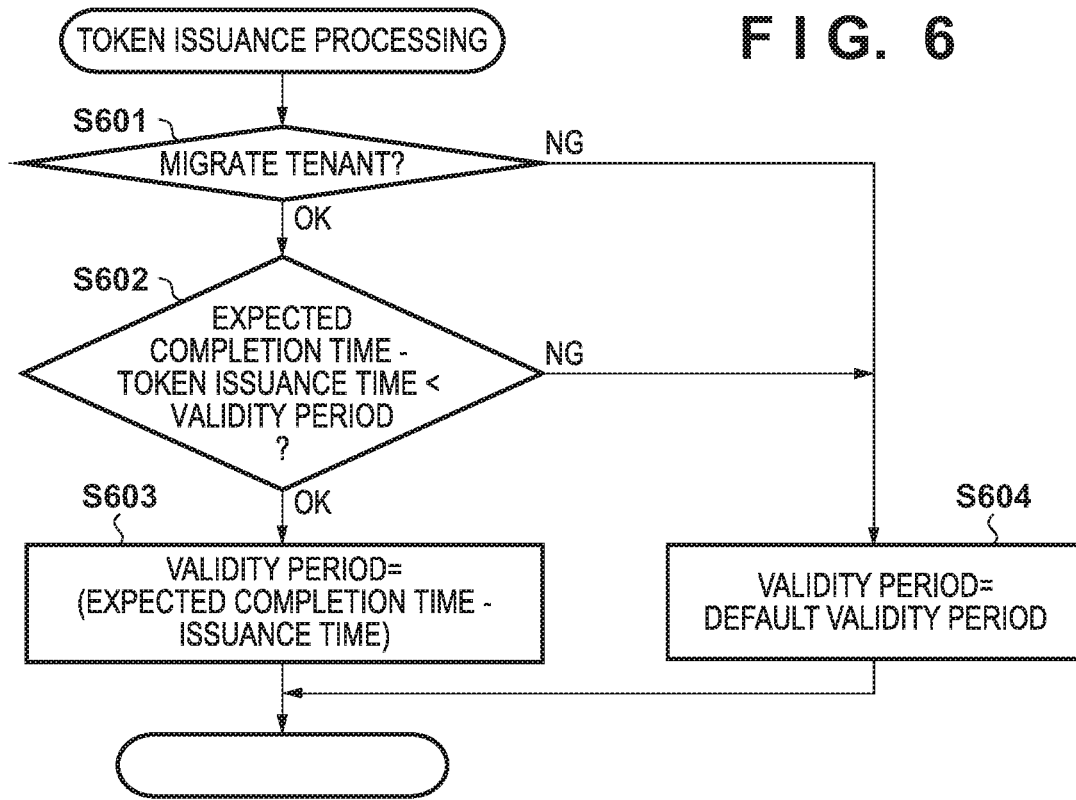 FIG. 6
TOKEN ISSUANCE PROCESSING
S601
MIGRATE TENANT?
NG
OK
S602
EXPECTED
COMPLETION TIME -
TOKEN ISSUANCE TIME <
VALIDITY PERIOD
?
NG
OK
S603
VALIDITY PERIOD=
(EXPECTED COMPLETION TIME -
ISSUANCE TIME)
S604
VALIDITY PERIOD=
DEFAULT VALIDITY PERIOD